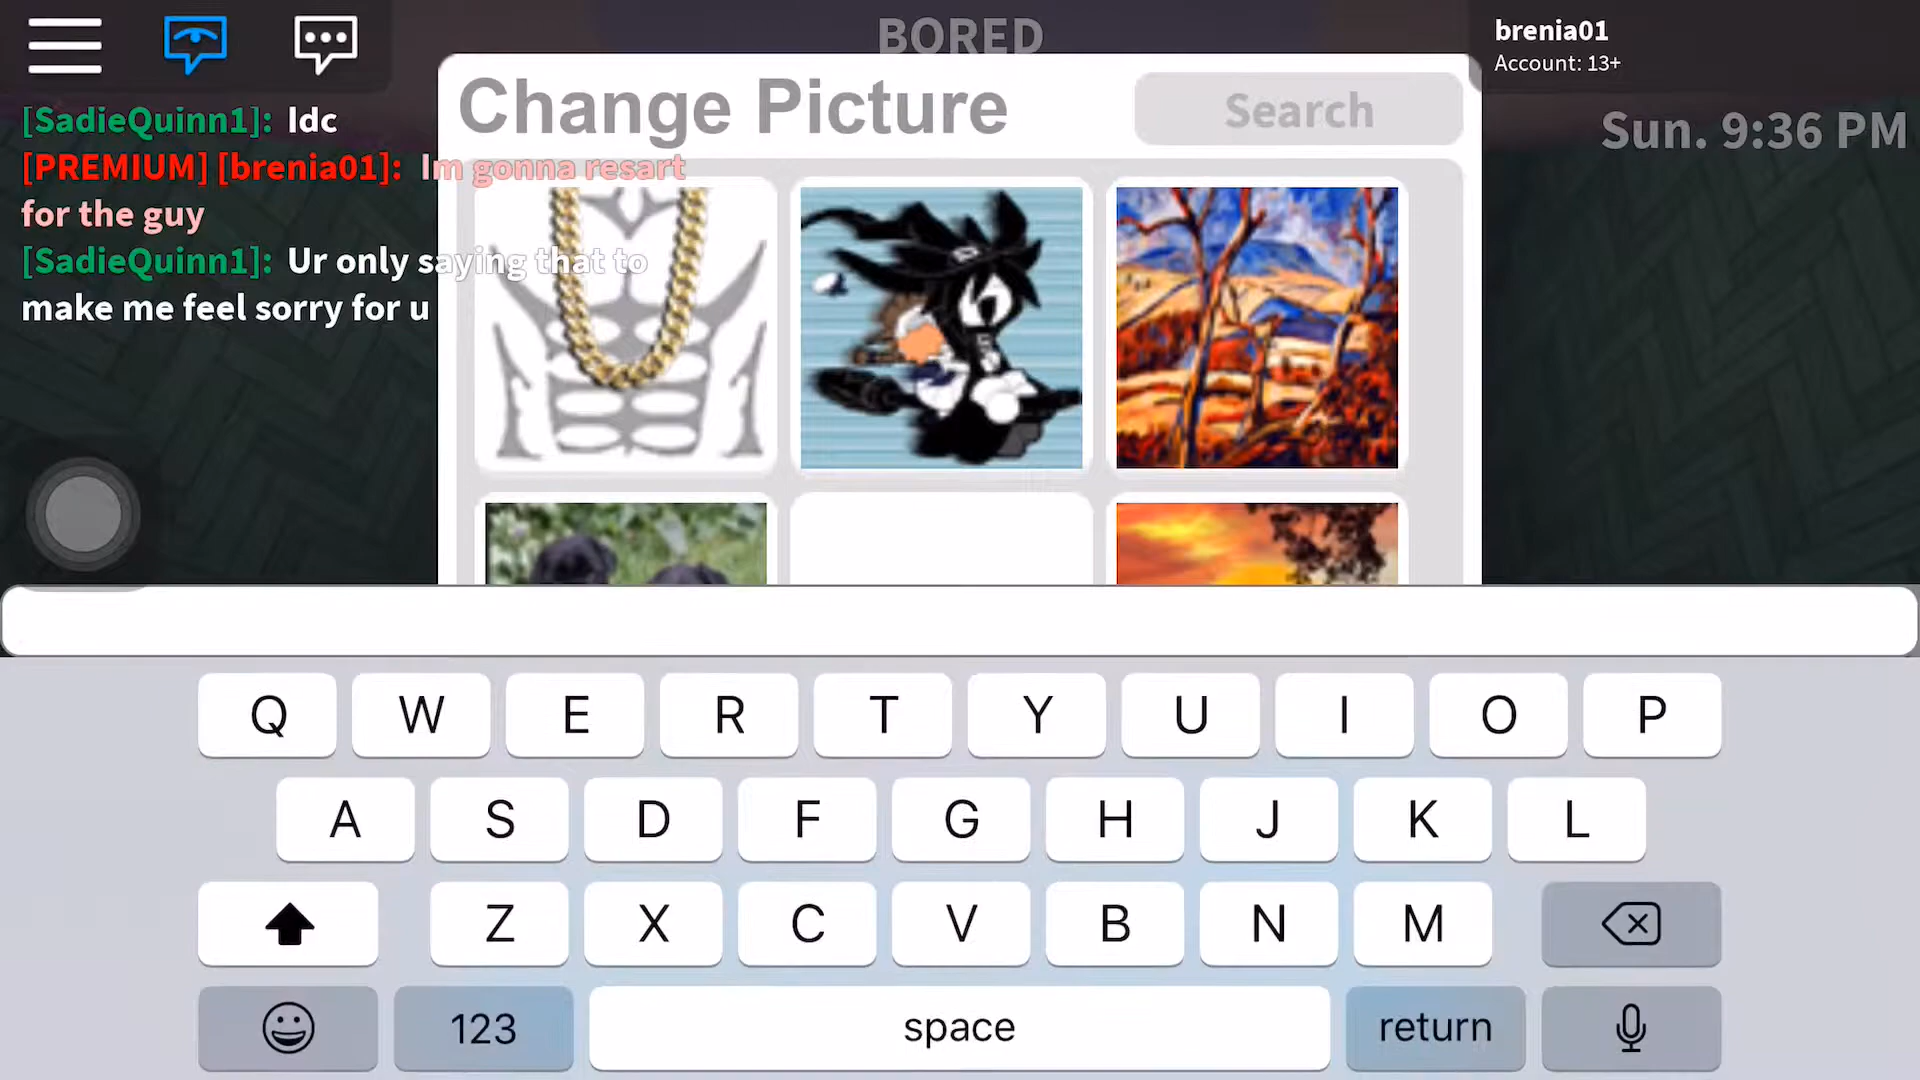 BORED
brenia01
Account: 13+
Change Picture
Search
Sun. 9:36 PM
[SadieQuinn1]: Idc
[PREMIUM] [brenia01]: Im gonna resart
for the guy
[SadieQuinn1]: Ur only saying that to
make me feel sorry for u
Q W E R T Y U I O P
A S D F G H J K L
Z X C V B N M
123 space return